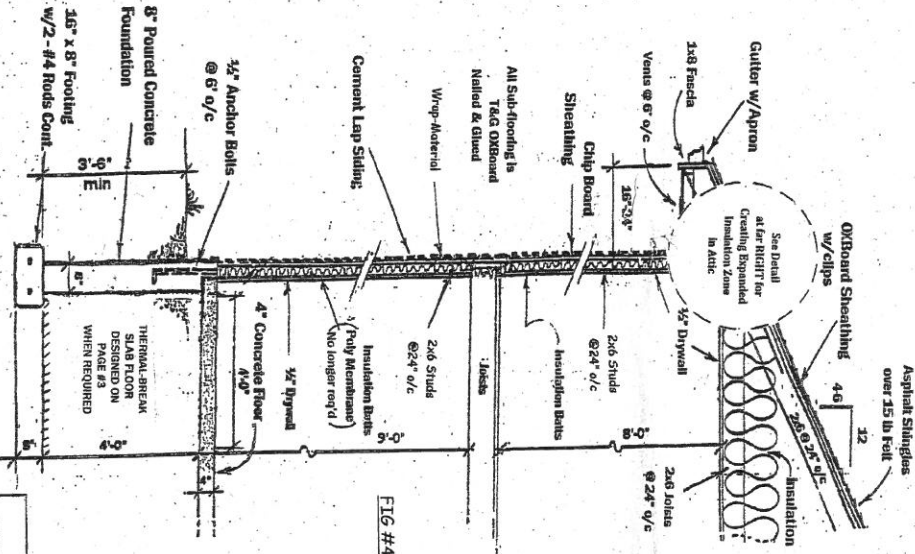 Asphalt Shingles
over 15 lb Felt
12
4-6
OXBoard Sheathing
w/clips
2x6 @ 24" o/c
Insulation
2x6 Joists
@ 24" o/c
See Detail
at far RIGHT for
Creating Expanded
Insulation Zone
in Attic
Gutter w/Apron
1x8 Fascia
Vents @ 6' o/c
16"-24"
½" Drywall
2x6 Studs
@24" o/c
Insulation Batts
8'-0"
Chip Board
Sheathing
All Sub-flooring is
T&G OXBoard
Nailed & Glued
Joists
Wrap-Material
Cement Lap Siding
2x6 Studs
@24" o/c
Insulation Batts
(Poly Membrane)
(No longer req'd)
½" Drywall
9'-0"
FIG #4
4" Concrete Floor
4'-0"
4"
½" Anchor Bolts
@ 6' o/c
8" Poured Concrete
Foundation
3'-6"
min
8"
16" x 8" Footing
w/2 - #4 Rods Cont.
THERMAL-BREAK
SLAB FLOOR
DESIGNED ON
PAGE #3
WHEN REQUIRED
4'-0"
8"